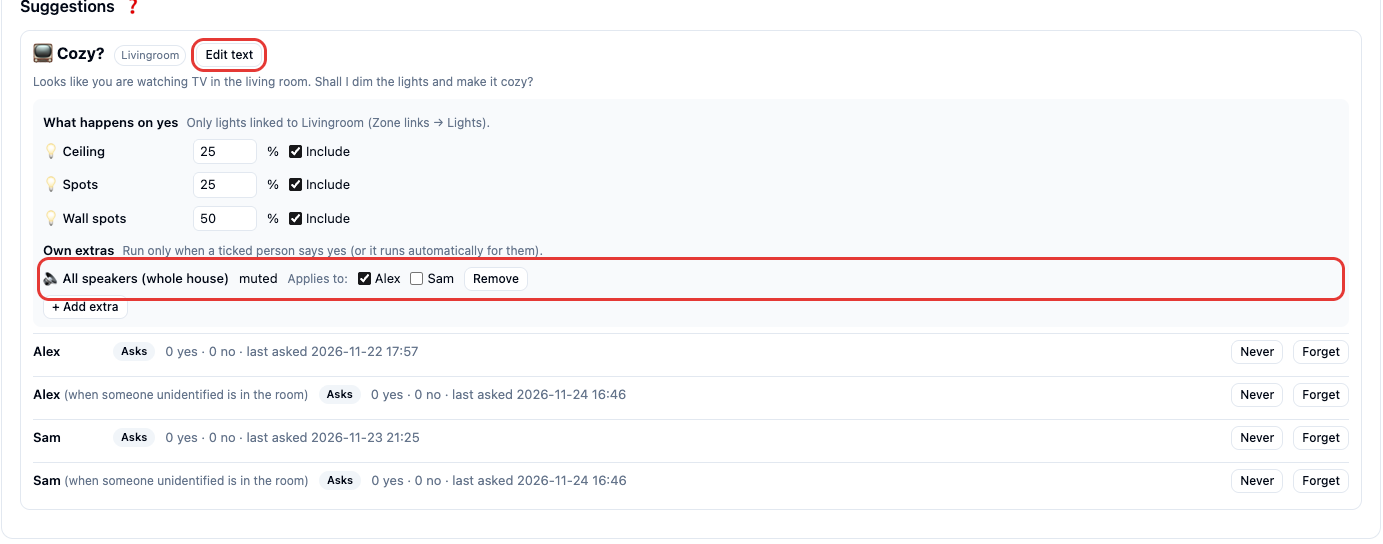 Suggestions ❓
📺 Cozy? Livingroom Edit text
Looks like you are watching TV in the living room. Shall I dim the lights and make it cozy?
What happens on yes Only lights linked to Livingroom (Zone links → Lights).
💡 Ceiling 25 % Include
💡 Spots 25 % Include
💡 Wall spots 50 % Include
Own extras Run only when a ticked person says yes (or it runs automatically for them).
🔈 All speakers (whole house) muted Applies to: Alex Sam Remove
+ Add extra
Alex Asks 0 yes · 0 no · last asked 2026-11-22 17:57 Never Forget
Alex (when someone unidentified is in the room) Asks 0 yes · 0 no · last asked 2026-11-24 16:46 Never Forget
Sam Asks 0 yes · 0 no · last asked 2026-11-23 21:25 Never Forget
Sam (when someone unidentified is in the room) Asks 0 yes · 0 no · last asked 2026-11-24 16:46 Never Forget